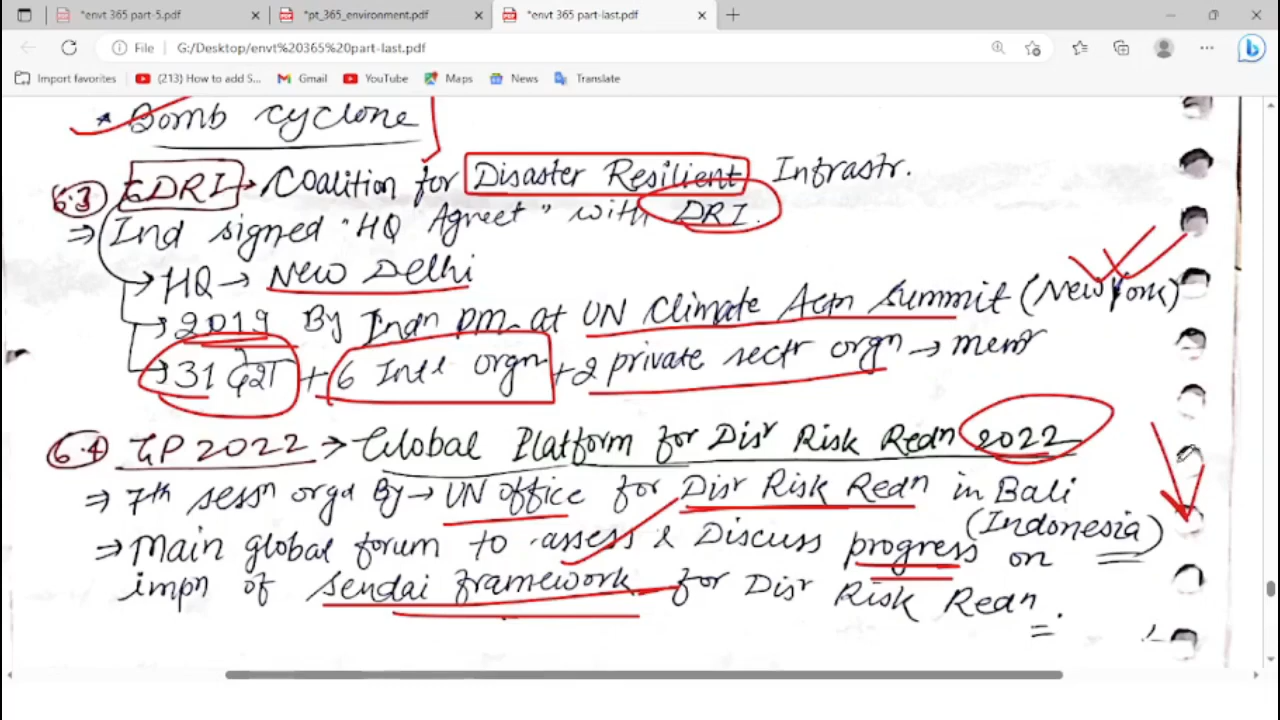 *envt 365 part-5.pdf
*pt_365_environment.pdf
*envt 365 part-last.pdf
File
G:/Desktop/envt%20365%20part-last.pdf
Import favorites
(213) How to add S...
Gmail
YouTube
Maps
News
Translate
* Bomb cyclone
6.3 CDRI → Coalition for Disaster Resilient Infrastr.
⇒ Ind signed "HQ Agreet" with DRI.
→ HQ → New Delhi
→ 2019 By Indn PM at UN Climate Actn Summit (New York)
→ 31 देश + 6 Intl orgn + 2 private sectr orgn → memr
6.4 GP 2022 → Global Platform for Disr Risk Redn 2022
⇒ 7th sessn orgd By → UN office for Disr Risk Redn in Bali
(Indonesia)
⇒ Main global forum to assess & Discuss progress on
impn of sendai framework for Disr Risk Redn.